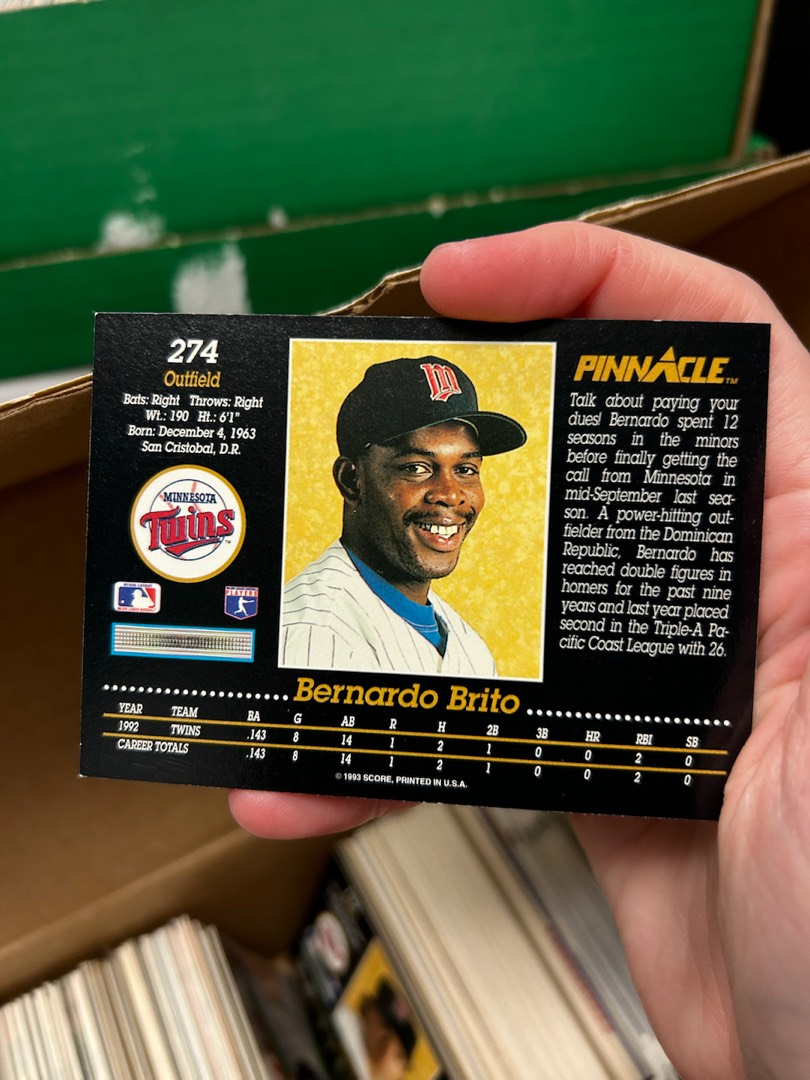 274
Outfield
Bats: Right Throws: Right
Wt.: 190 Ht.: 6'1"
Born: December 4, 1963
San Cristobal, D.R.
MINNESOTA
Twins
TM
PLAYERS
m
PINNACLE TM
Talk about paying your
dues! Bernardo spent 12
seasons in the minors
before finally getting the
call from Minnesota in
mid-September last sea-
son. A power-hitting out-
fielder from the Dominican
Republic, Bernardo has
reached double figures in
homers for the past nine
years and last year placed
second in the Triple-A Pa-
cific Coast League with 26.
Bernardo Brito
YEAR TEAM BA G AB R H 2B 3B HR RBI SB
1992 TWINS .143 8 14 1 2 1 0 0 2 0
CAREER TOTALS .143 8 14 1 2 1 0 0 2 0
© 1993 SCORE, PRINTED IN U.S.A.